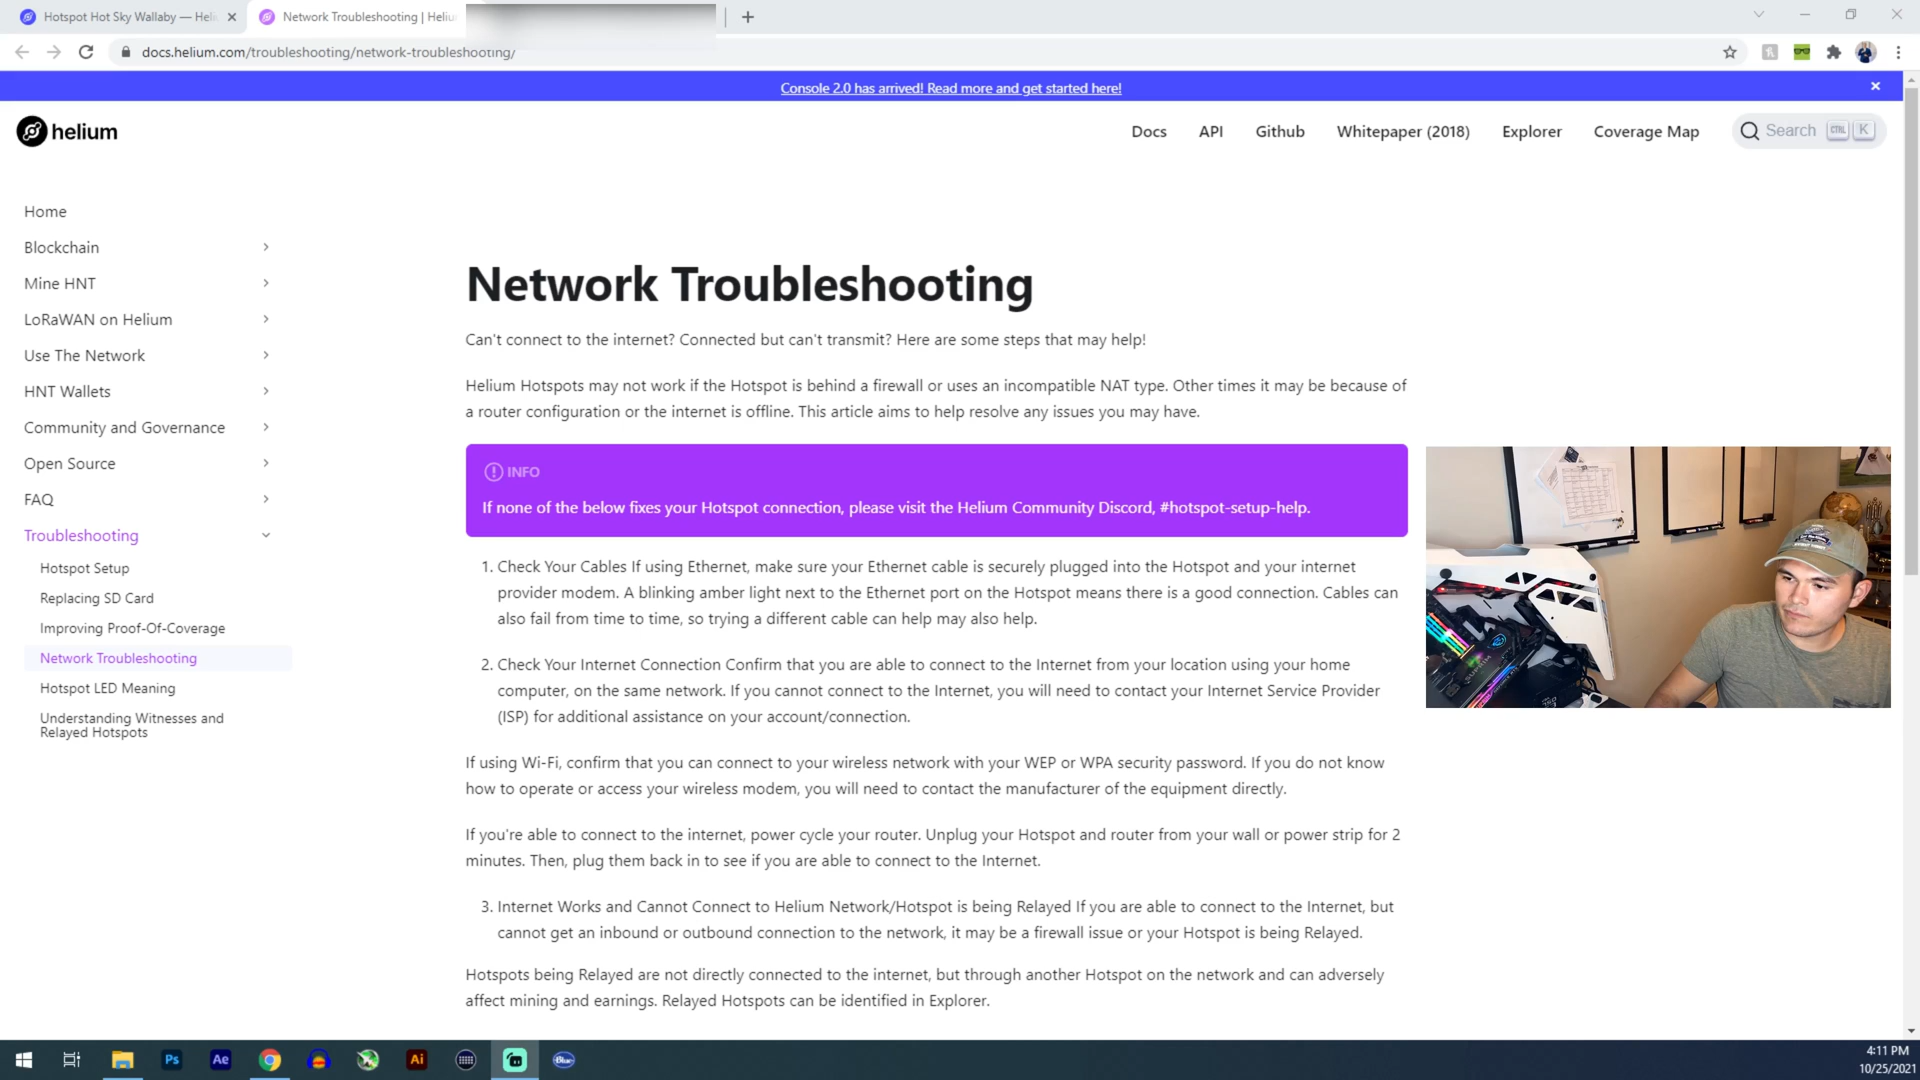 Hotspot Hot Sky Wallaby — Heli
Network Troubleshooting | Heliu
docs.helium.com/troubleshooting/network-troubleshooting/
Console 2.0 has arrived! Read more and get started here!
helium
Docs
API
Github
Whitepaper (2018)
Explorer
Coverage Map
Search
CTRL
K
Home
Blockchain
Mine HNT
LoRaWAN on Helium
Use The Network
HNT Wallets
Community and Governance
Open Source
FAQ
Troubleshooting
Hotspot Setup
Replacing SD Card
Improving Proof-Of-Coverage
Network Troubleshooting
Hotspot LED Meaning
Understanding Witnesses and
Relayed Hotspots
Network Troubleshooting
Can't connect to the internet? Connected but can't transmit? Here are some steps that may help!
Helium Hotspots may not work if the Hotspot is behind a firewall or uses an incompatible NAT type. Other times it may be because of
a router configuration or the internet is offline. This article aims to help resolve any issues you may have.
INFO
If none of the below fixes your Hotspot connection, please visit the Helium Community Discord, #hotspot-setup-help.
1. Check Your Cables If using Ethernet, make sure your Ethernet cable is securely plugged into the Hotspot and your internet
provider modem. A blinking amber light next to the Ethernet port on the Hotspot means there is a good connection. Cables can
also fail from time to time, so trying a different cable can help may also help.
2. Check Your Internet Connection Confirm that you are able to connect to the Internet from your location using your home
computer, on the same network. If you cannot connect to the Internet, you will need to contact your Internet Service Provider
(ISP) for additional assistance on your account/connection.
If using Wi-Fi, confirm that you can connect to your wireless network with your WEP or WPA security password. If you do not know
how to operate or access your wireless modem, you will need to contact the manufacturer of the equipment directly.
If you're able to connect to the internet, power cycle your router. Unplug your Hotspot and router from your wall or power strip for 2
minutes. Then, plug them back in to see if you are able to connect to the Internet.
3. Internet Works and Cannot Connect to Helium Network/Hotspot is being Relayed If you are able to connect to the Internet, but
cannot get an inbound or outbound connection to the network, it may be a firewall issue or your Hotspot is being Relayed.
Hotspots being Relayed are not directly connected to the internet, but through another Hotspot on the network and can adversely
affect mining and earnings. Relayed Hotspots can be identified in Explorer.
Ps
Ae
Ai
Blue
4:11 PM
10/25/2021